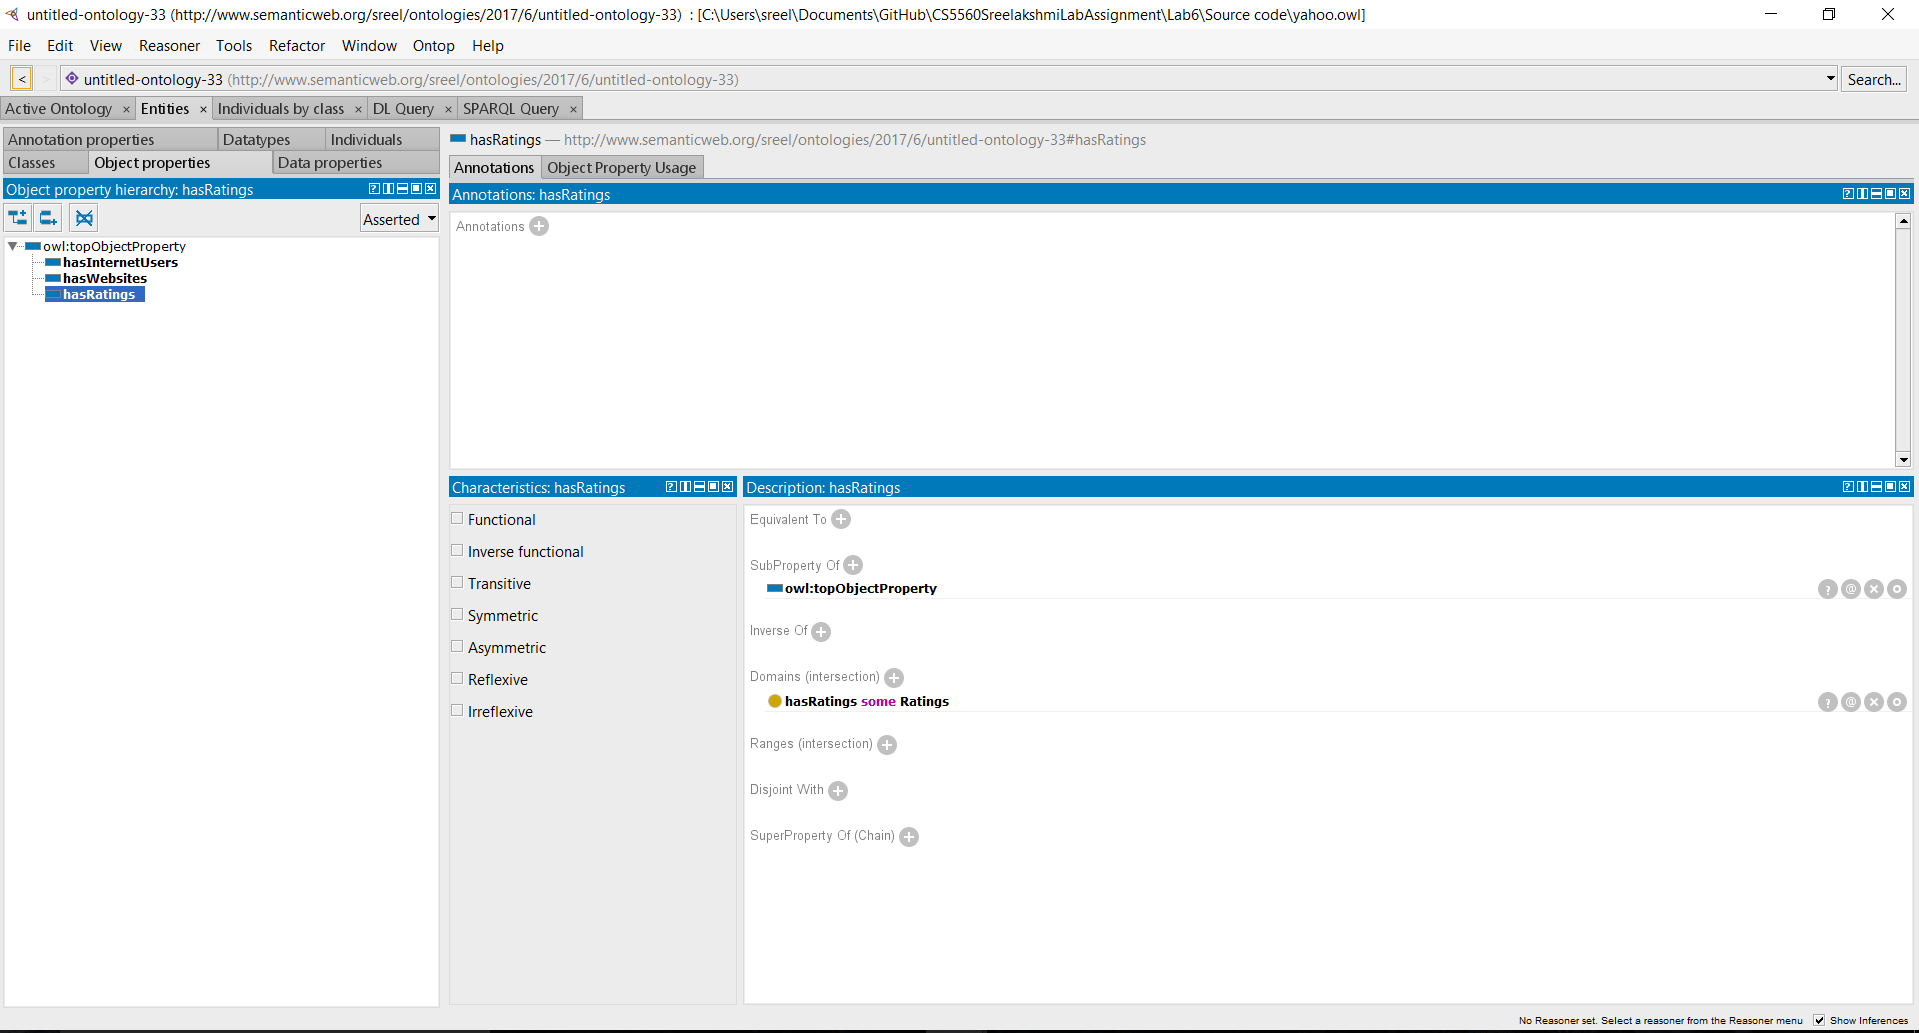 untitled-ontology-33 (http://www.semanticweb.org/sreel/ontologies/2017/6/untitled-ontology-33) : [C:\Users\sreel\Documents\GitHub\CS5560SreelakshmiLabAssignment\Lab6\Source code\yahoo.owl]
File Edit View Reasoner Tools Refactor Window Ontop Help
< > untitled-ontology-33 (http://www.semanticweb.org/sreel/ontologies/2017/6/untitled-ontology-33) Search...
Active Ontology × Entities × Individuals by class × DL Query × SPARQL Query ×
Annotation properties Datatypes Individuals
Classes Object properties Data properties
Object property hierarchy: hasRatings
Asserted
owl:topObjectProperty
hasInternetUsers
hasWebsites
hasRatings
hasRatings — http://www.semanticweb.org/sreel/ontologies/2017/6/untitled-ontology-33#hasRatings
Annotations Object Property Usage
Annotations: hasRatings
Annotations
Characteristics: hasRatings
Functional
Inverse functional
Transitive
Symmetric
Asymmetric
Reflexive
Irreflexive
Description: hasRatings
Equivalent To
SubProperty Of
owl:topObjectProperty
Inverse Of
Domains (intersection)
hasRatings some Ratings
Ranges (intersection)
Disjoint With
SuperProperty Of (Chain)
No Reasoner set. Select a reasoner from the Reasoner menu Show Inferences